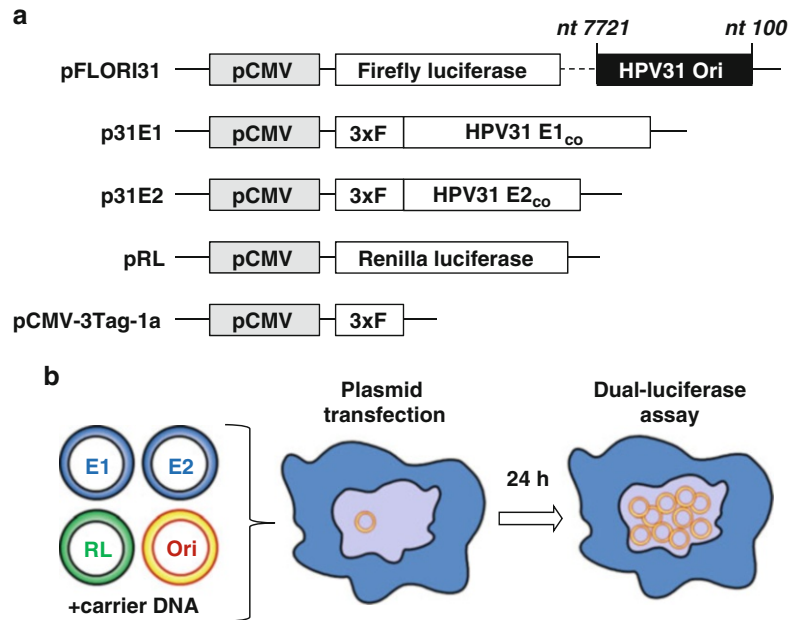 a
nt 7721 nt 100
pFLORI31 pCMV Firefly luciferase HPV31 Ori
p31E1 pCMV 3xF HPV31 E1co
p31E2 pCMV 3xF HPV31 E2co
pRL pCMV Renilla luciferase
pCMV-3Tag-1a pCMV 3xF
b
Plasmid transfection
Dual-luciferase assay
E1 E2
24 h
RL Ori
+carrier DNA